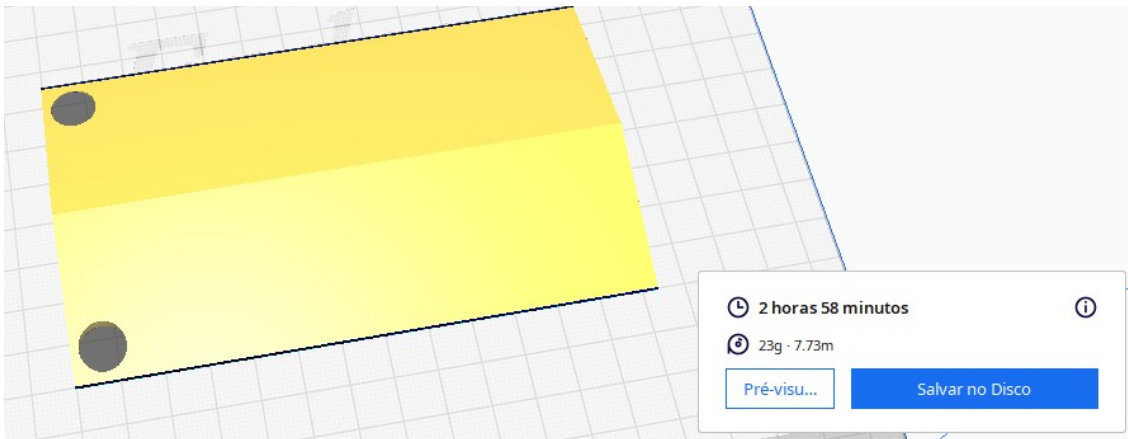 2 horas 58 minutos
23g · 7.73m
Pré-visu...
Salvar no Disco